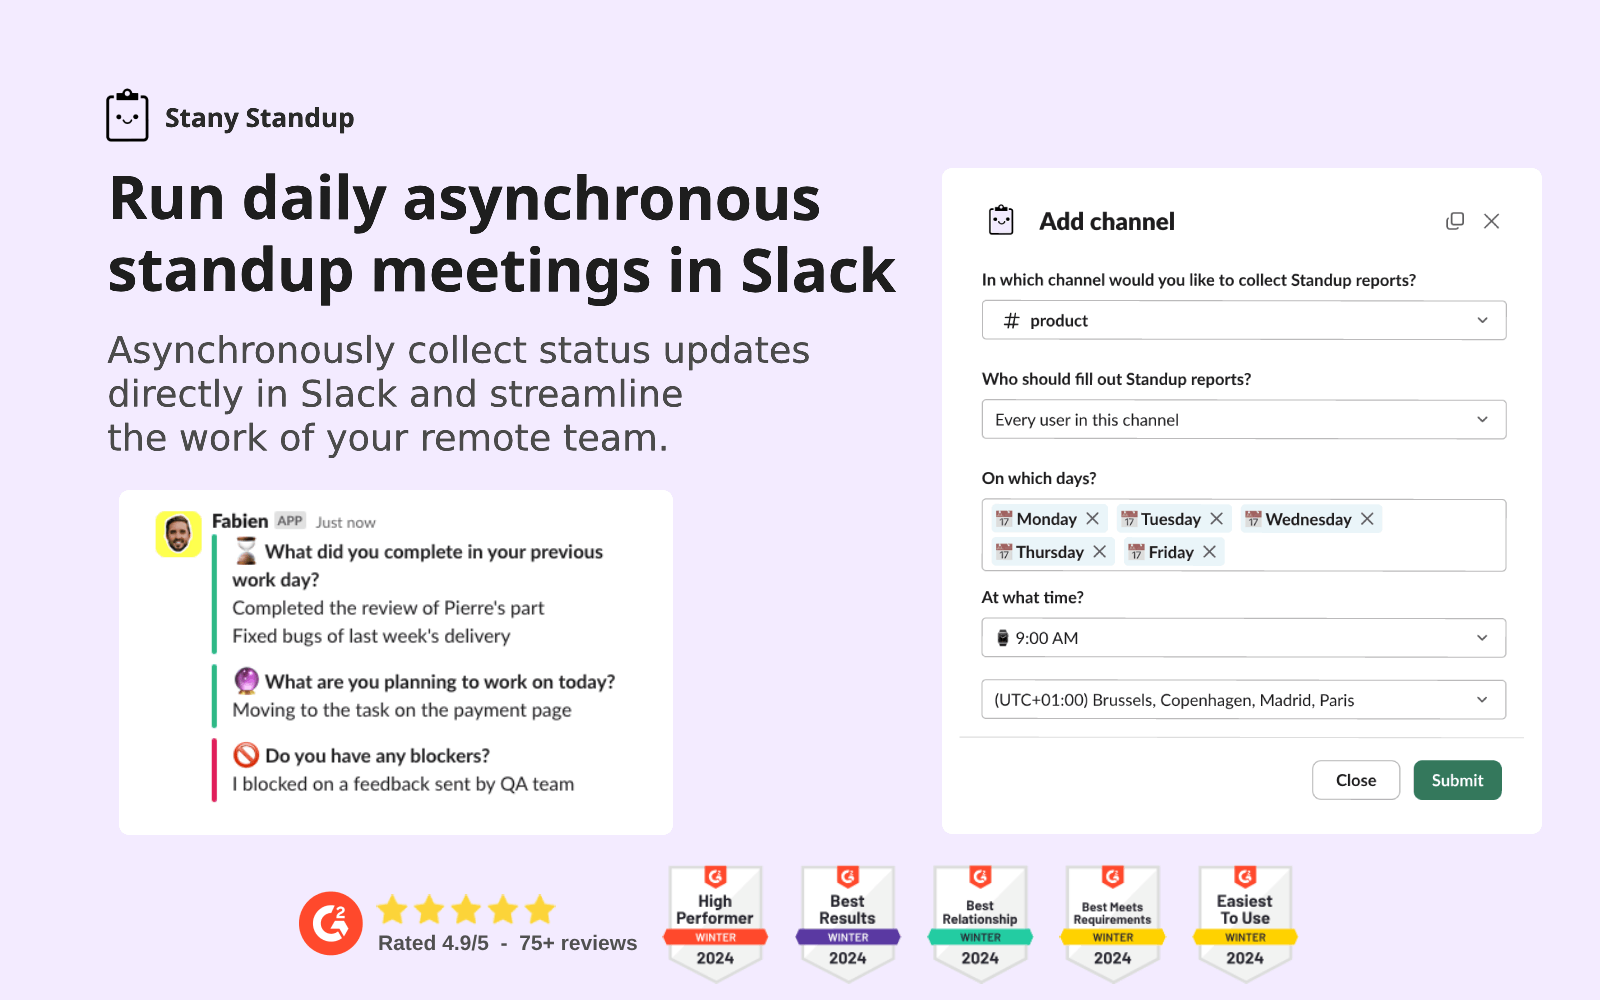 Stany Standup
Run daily asynchronous
standup meetings in Slack
Asynchronously collect status updates
directly in Slack and streamline
the work of your remote team.
Fabien APP Just now
What did you complete in your previous
work day?
Completed the review of Pierre's part
Fixed bugs of last week's delivery
What are you planning to work on today?
Moving to the task on the payment page
Do you have any blockers?
I blocked on a feedback sent by QA team
Add channel
In which channel would you like to collect Standup reports?
# product
Who should fill out Standup reports?
Every user in this channel
On which days?
Monday Tuesday Wednesday
Thursday Friday
At what time?
9:00 AM
(UTC+01:00) Brussels, Copenhagen, Madrid, Paris
Close Submit
G2
Rated 4.9/5 - 75+ reviews
High
Performer
WINTER
2024
Best
Results
WINTER
2024
Best
Relationship
WINTER
2024
Best Meets
Requirements
WINTER
2024
Easiest
To Use
WINTER
2024